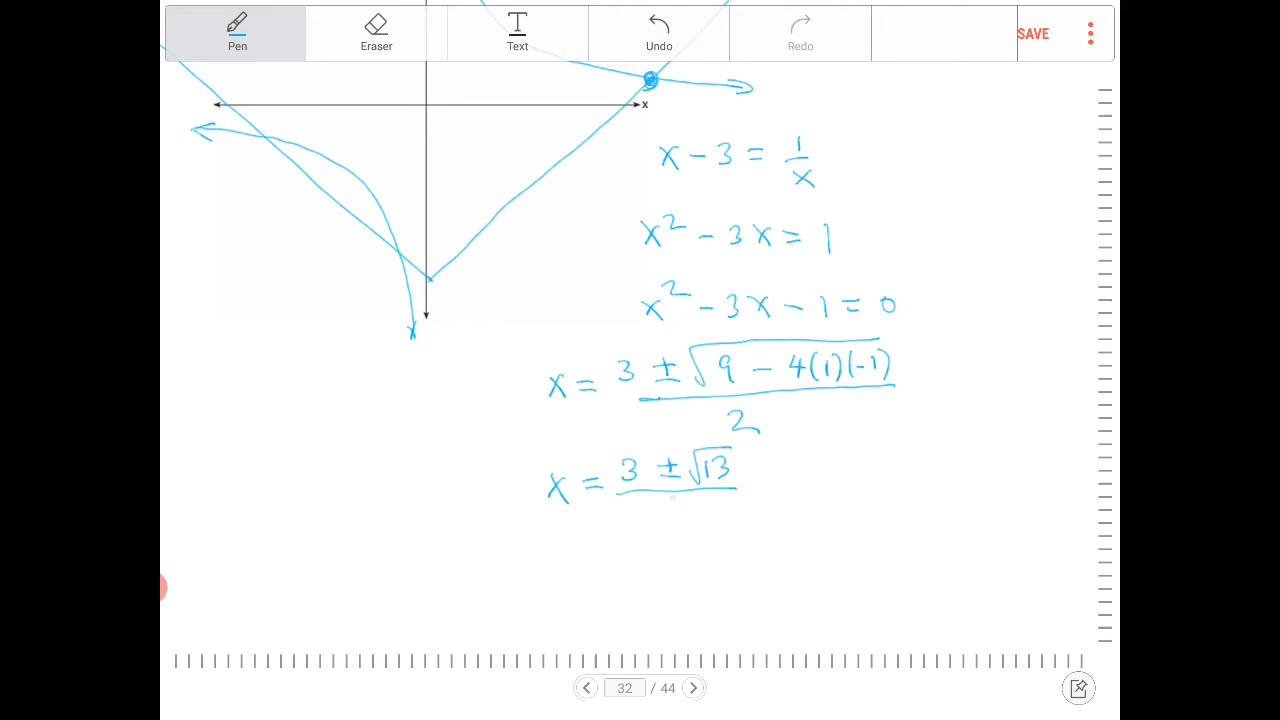 Pen Eraser Text Undo Redo SAVE
x
x - 3 = 1/x
x² - 3x = 1
x² - 3x - 1 = 0
x = 3 ± √9 - 4(1)(-1) / 2
x = 3 ± √13
32 / 44